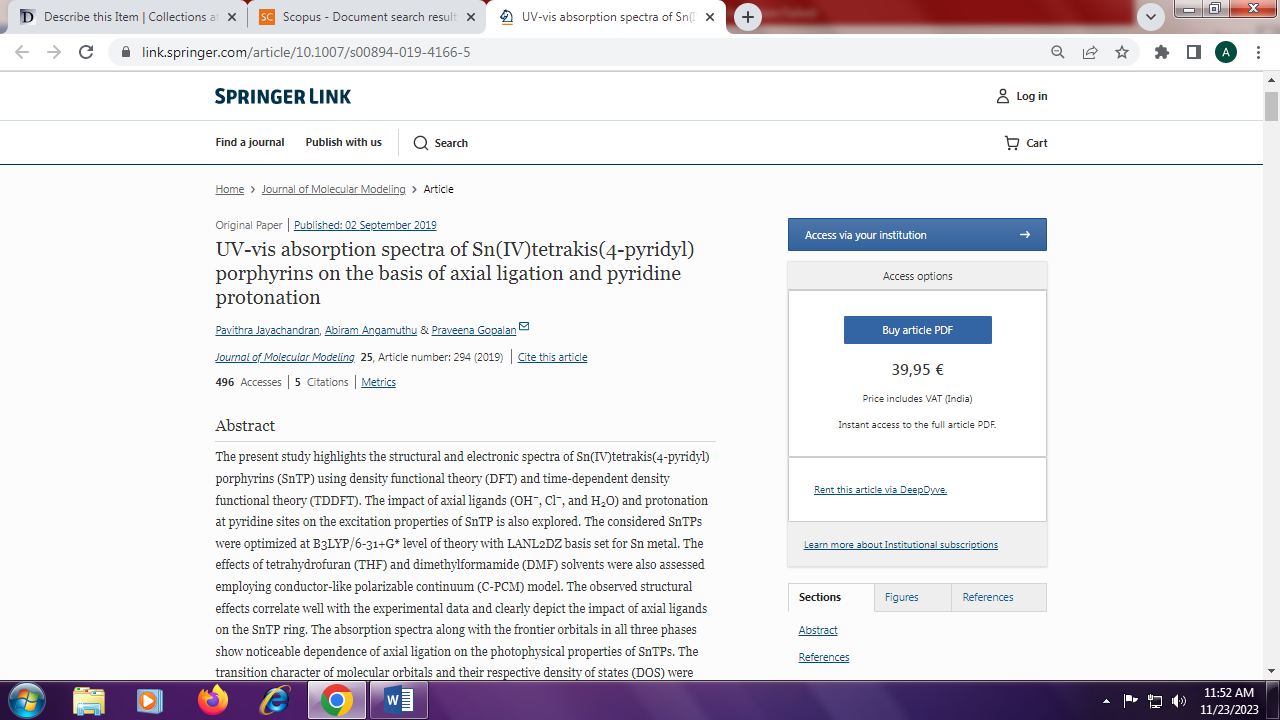 Describe this Item | Collections at
Scopus - Document search result
UV-vis absorption spectra of Sn(I
link.springer.com/article/10.1007/s00894-019-4166-5
A
SPRINGER LINK
Log in
Find a journal
Publish with us
Search
Cart
Home > Journal of Molecular Modeling > Article
Original Paper | Published: 02 September 2019
UV-vis absorption spectra of Sn(IV)tetrakis(4-pyridyl)
porphyrins on the basis of axial ligation and pyridine
protonation
Pavithra Jayachandran, Abiram Angamuthu & Praveena Gopalan
Journal of Molecular Modeling 25, Article number: 294 (2019) | Cite this article
496 Accesses | 5 Citations | Metrics
Abstract
The present study highlights the structural and electronic spectra of Sn(IV)tetrakis(4-pyridyl)
porphyrins (SnTP) using density functional theory (DFT) and time-dependent density
functional theory (TDDFT). The impact of axial ligands (OH⁻, Cl⁻, and H₂O) and protonation
at pyridine sites on the excitation properties of SnTP is also explored. The considered SnTPs
were optimized at B3LYP/6-31+G* level of theory with LANL2DZ basis set for Sn metal. The
effects of tetrahydrofuran (THF) and dimethylformamide (DMF) solvents were also assessed
employing conductor-like polarizable continuum (C-PCM) model. The observed structural
effects correlate well with the experimental data and clearly depict the impact of axial ligands
on the SnTP ring. The absorption spectra along with the frontier orbitals in all three phases
show noticeable dependence of axial ligation on the photophysical properties of SnTPs. The
transition character of molecular orbitals and their respective density of states (DOS) were
Access via your institution →
Access options
Buy article PDF
39,95 €
Price includes VAT (India)
Instant access to the full article PDF.
Rent this article via DeepDyve.
Learn more about Institutional subscriptions
Sections
Figures
References
Abstract
References
11:52 AM
11/23/2023